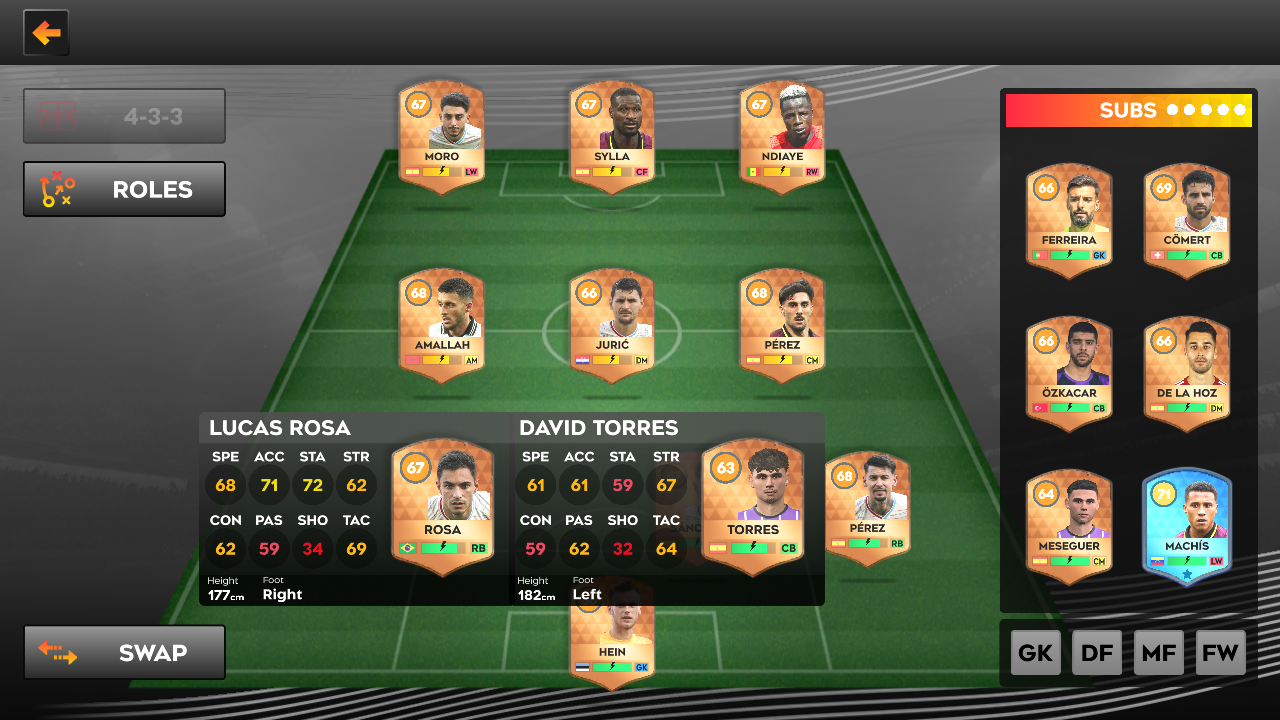 4-3-3
ROLES
67
MORO
LW
67
SYLLA
CF
67
NDIAYE
RW
SUBS
66
FERREIRA
GK
69
CÖMERT
CB
68
AMALLAH
AM
66
JURIĆ
DM
68
PÉREZ
CM
66
ÖZKACAR
CB
66
DE LA HOZ
DM
LUCAS ROSA
SPE ACC STA STR
68 71 72 62
CON PAS SHO TAC
62 59 34 69
Height Foot
177cm Right
67
ROSA
RB
DAVID TORRES
SPE ACC STA STR
61 61 59 67
CON PAS SHO TAC
59 62 32 64
Height Foot
182cm Left
63
TORRES
CB
68
PÉREZ
RB
64
MESEGUER
CM
71
MACHÍS
LW
HEIN
GK
SWAP
GK DF MF FW